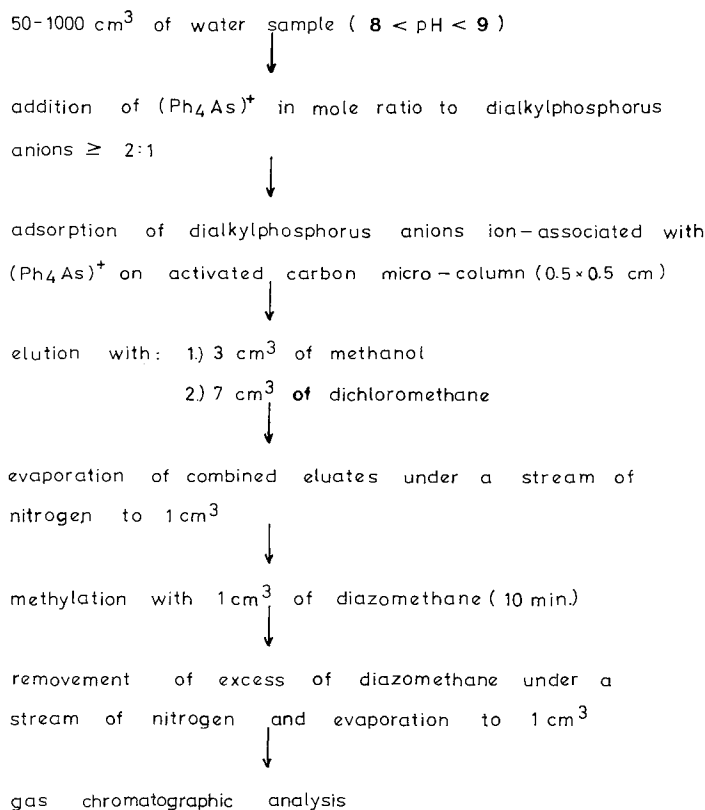 50-1000 cm³ of water sample ( 8 < pH < 9 )
addition of (Ph₄As)⁺ in mole ratio to dialkylphosphorus
anions ≥ 2:1
adsorption of dialkylphosphorus anions ion-associated with
(Ph₄As)⁺ on activated carbon micro-column (0.5×0.5 cm)
elution with: 1.) 3 cm³ of methanol
2.) 7 cm³ of dichloromethane
evaporation of combined eluates under a stream of
nitrogen to 1 cm³
methylation with 1 cm³ of diazomethane ( 10 min.)
removement of excess of diazomethane under a
stream of nitrogen and evaporation to 1 cm³
gas chromatographic analysis